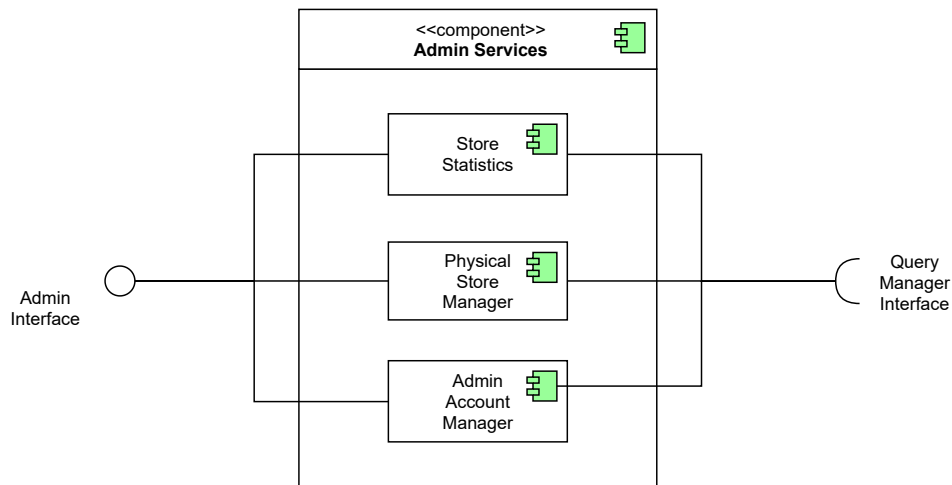 <<component>>
Admin Services
Store
Statistics
Physical
Store
Manager
Admin
Account
Manager
Admin
Interface
Query
Manager
Interface